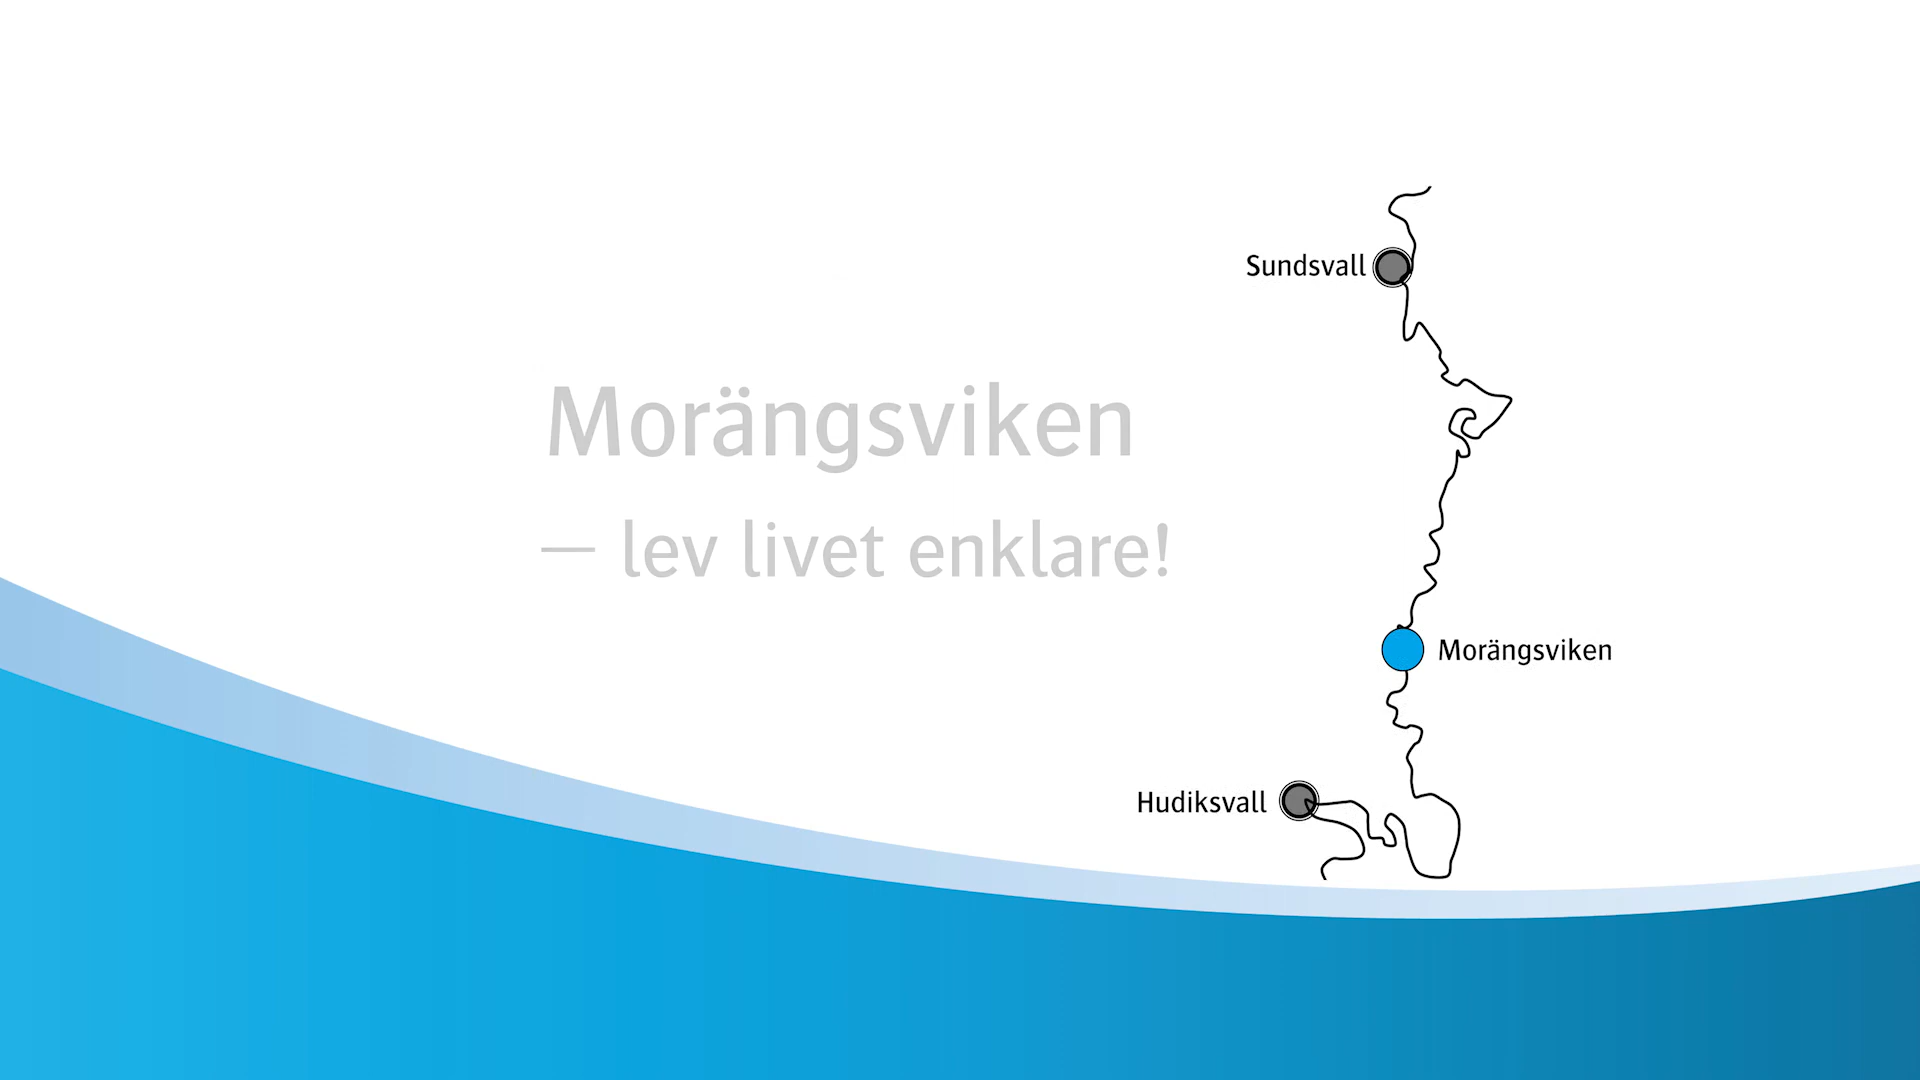 Sundsvall
Morängsviken
— lev livet enklare!
Morängsviken
Hudiksvall